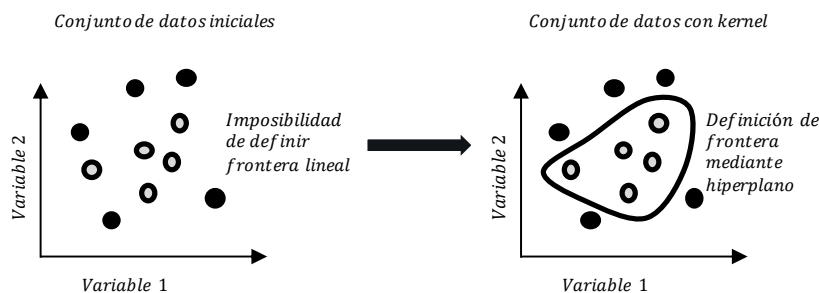 Conjunto de datos iniciales
Variable 2
Imposibilidad
de definir
frontera lineal
Variable 1
Conjunto de datos con kernel
Variable 2
Definición de
frontera
mediante
hiperplano
Variable 1